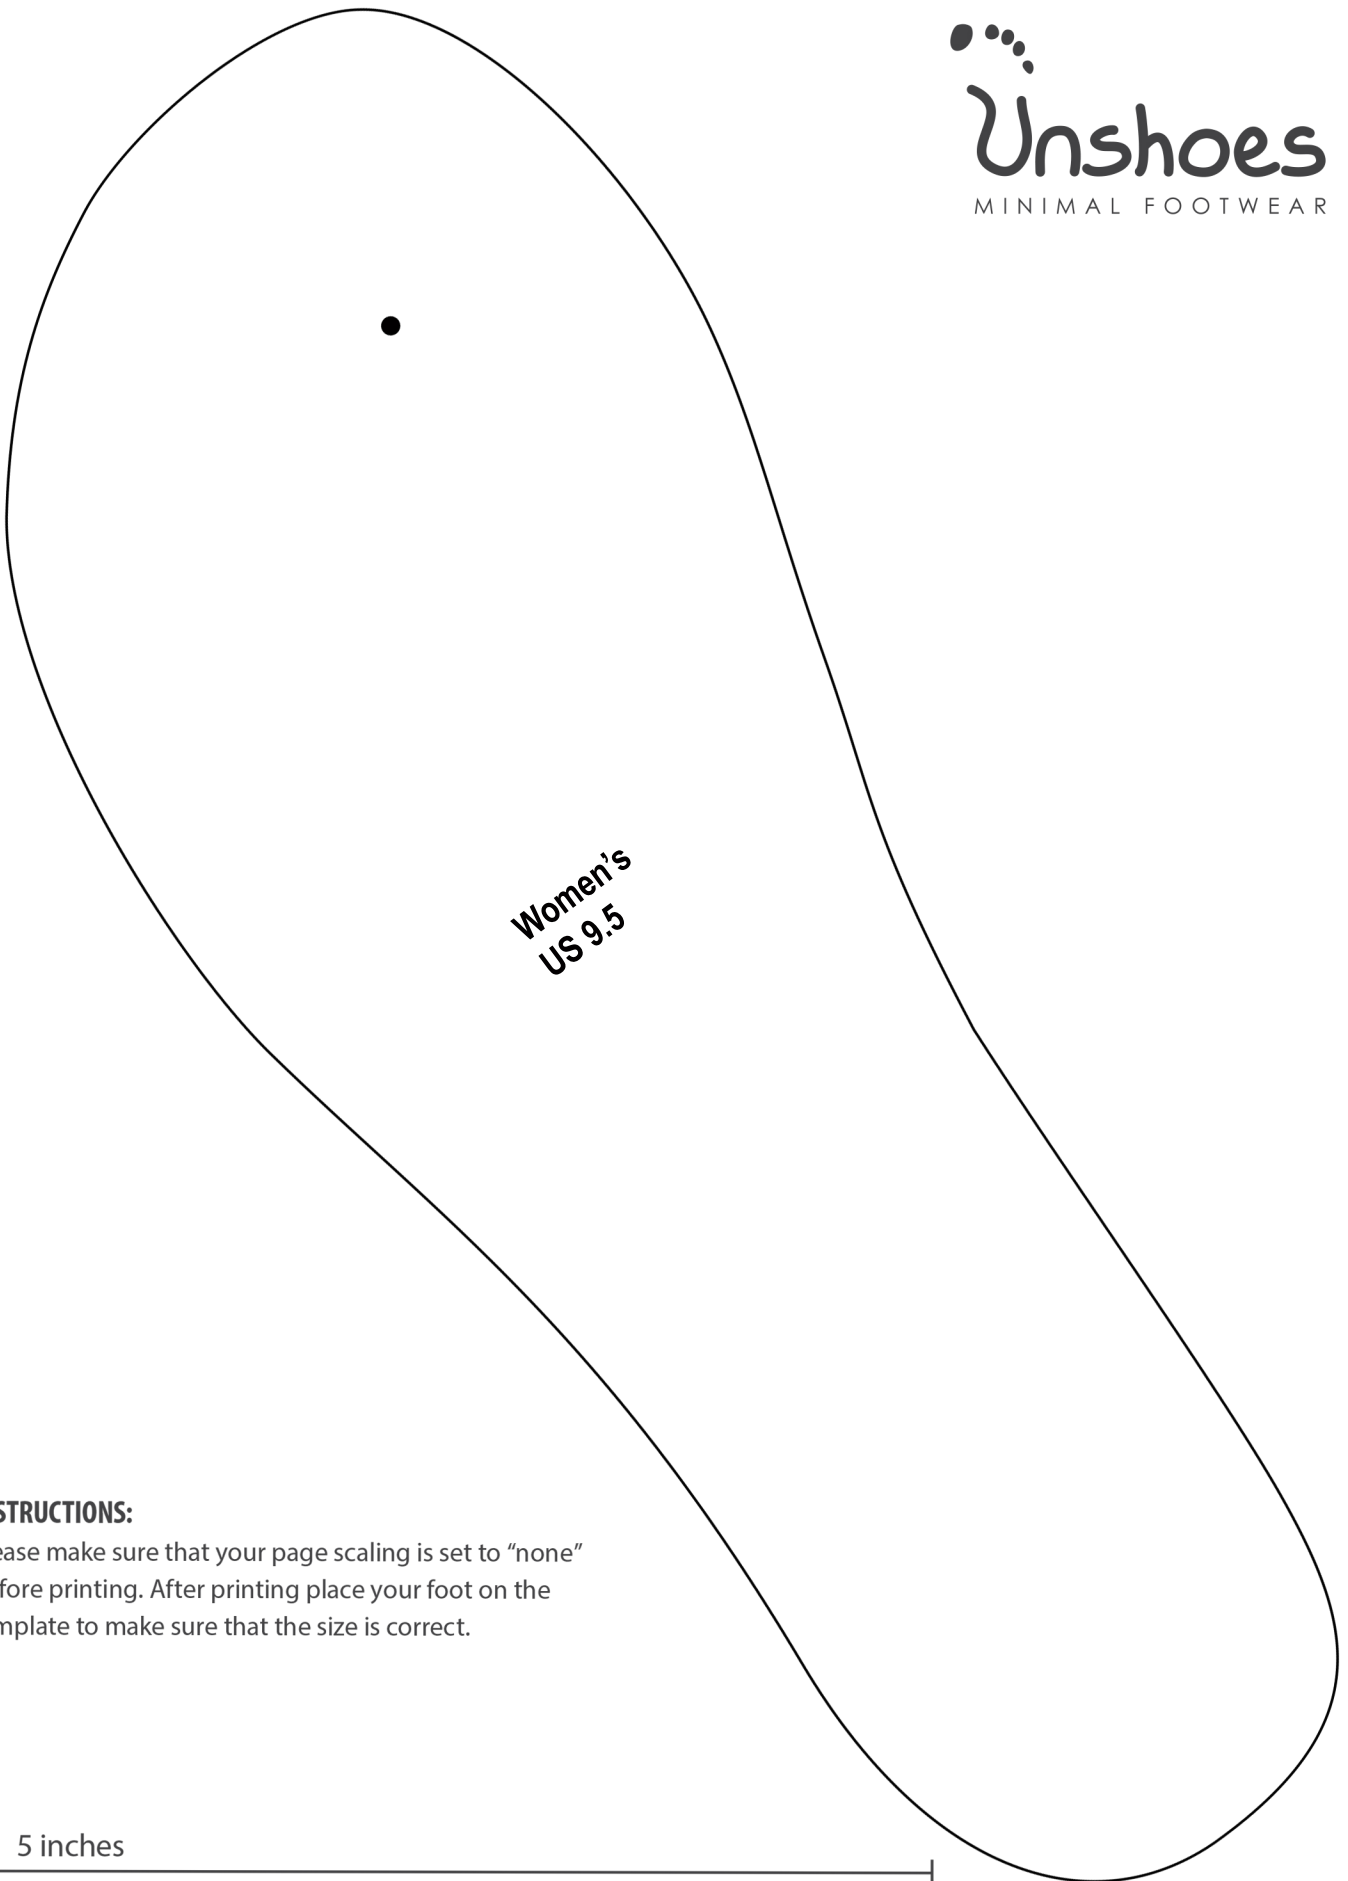 Unshoes
MINIMAL FOOTWEAR
Women's
US 9.5
STRUCTIONS:
ease make sure that your page scaling is set to “none”
fore printing. After printing place your foot on the
mplate to make sure that the size is correct.
5 inches